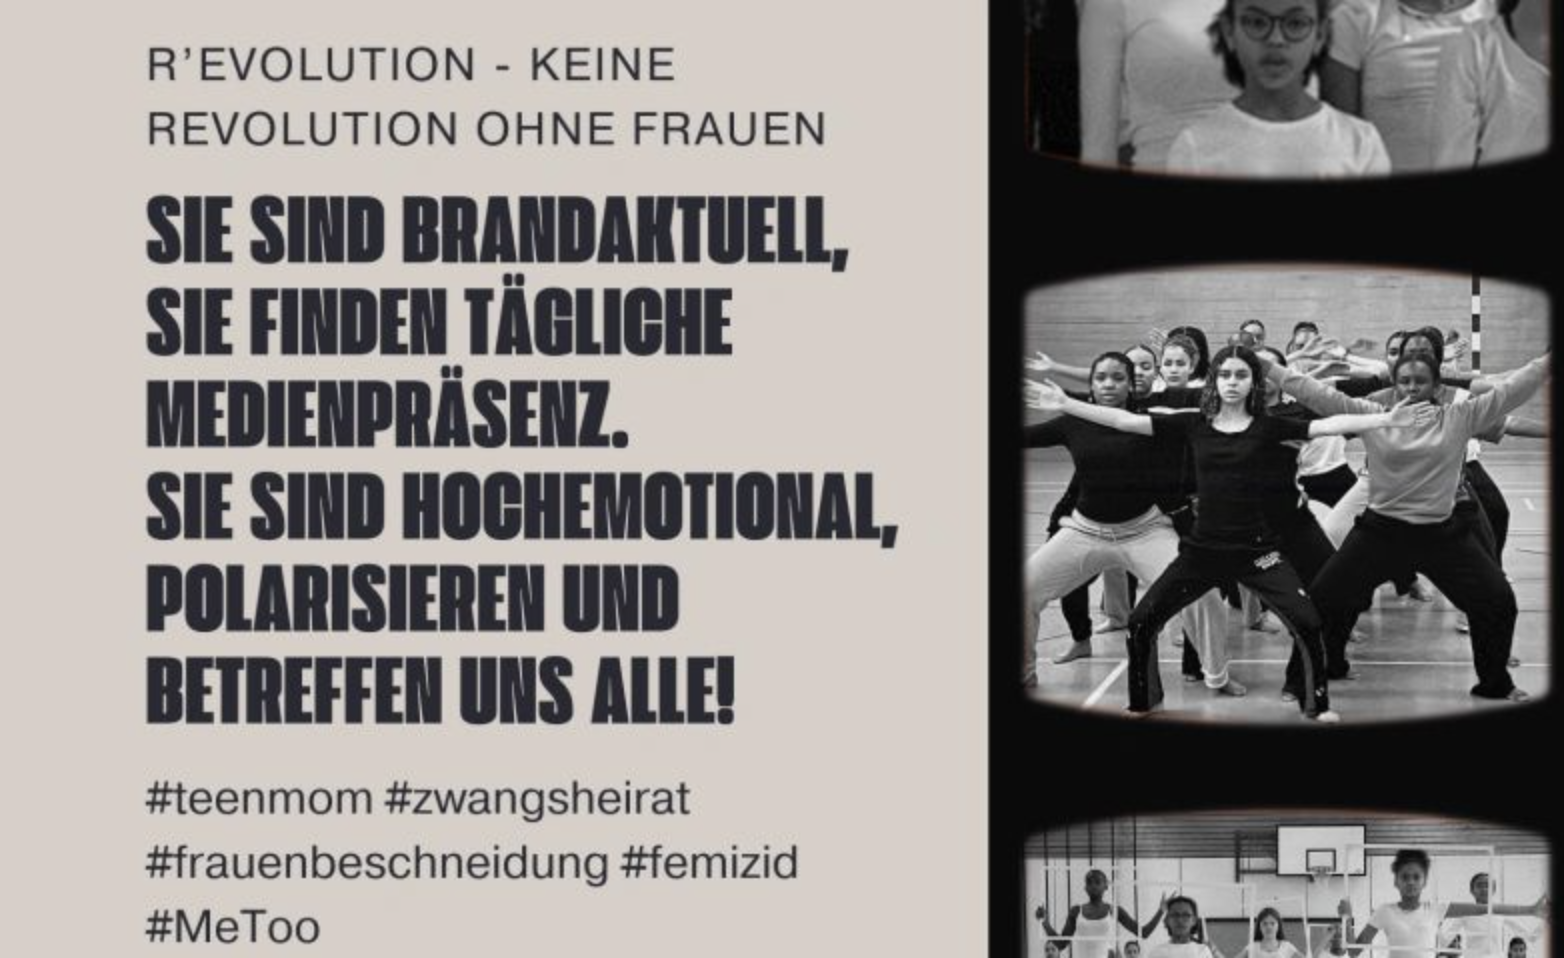 R’EVOLUTION - KEINE
REVOLUTION OHNE FRAUEN
SIE SIND BRANDAKTUELL,
SIE FINDEN TÄGLICHE
MEDIENPRÄSENZ.
SIE SIND HOCHEMOTIONAL,
POLARISIEREN UND
BETREFFEN UNS ALLE!
#teenmom #zwangsheirat
#frauenbeschneidung #femizid
#MeToo